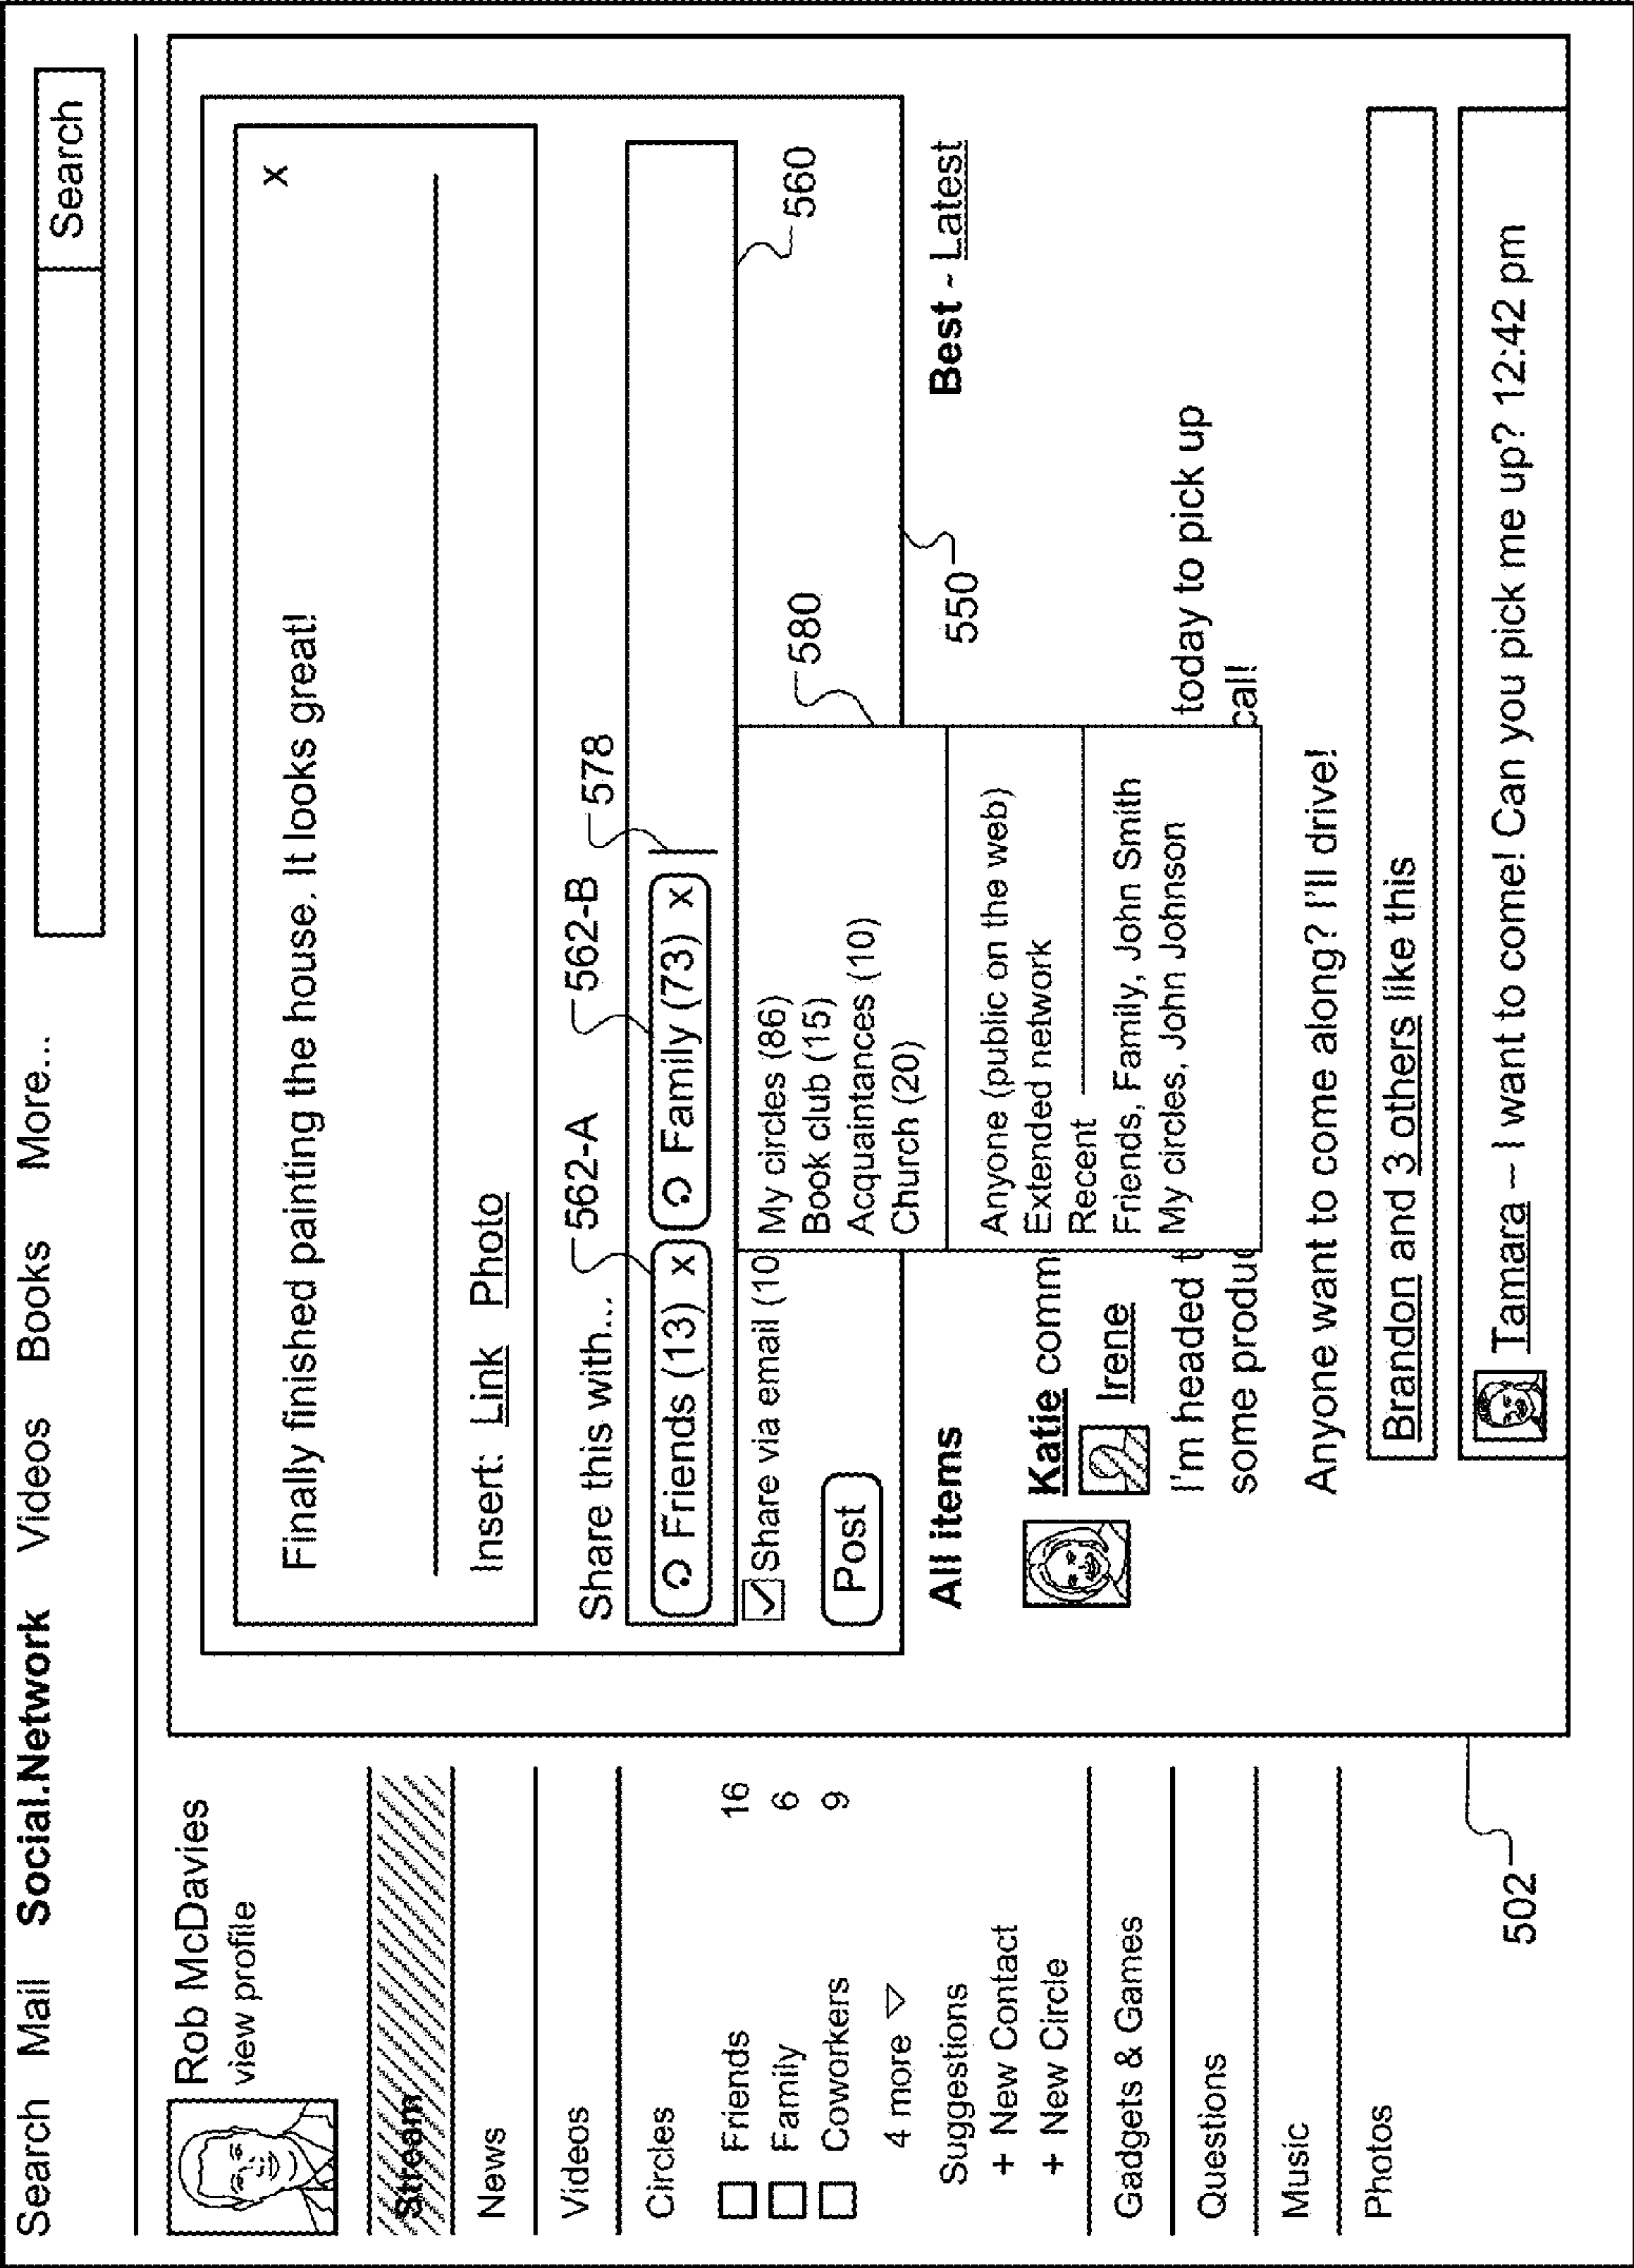 Search Mail Social.Network Videos Books More...
Search
Rob McDavies
view profile
Stream
News
Videos
Circles
Friends 16
Family 6
Coworkers 9
4 more
Suggestions
+ New Contact
+ New Circle
Gadgets & Games
Questions
Music
Photos
502
Finally finished painting the house. It looks great!
X
Insert: Link Photo
Share this with...
562-A
562-B
578
Friends (13) X
Family (73) X
560
Share via email (10
Post
580
My circles (86)
Book club (15)
Acquaintances (10)
Church (20)
Anyone (public on the web)
Extended network
Recent
Friends, Family, John Smith
My circles, John Johnson
550
All items
Best ~ Latest
Katie comm
Irene
I'm headed t
today to pick up
some produc
cal!
Anyone want to come along? I'll drive!
Brandon and 3 others like this
Tamara – I want to come! Can you pick me up? 12:42 pm